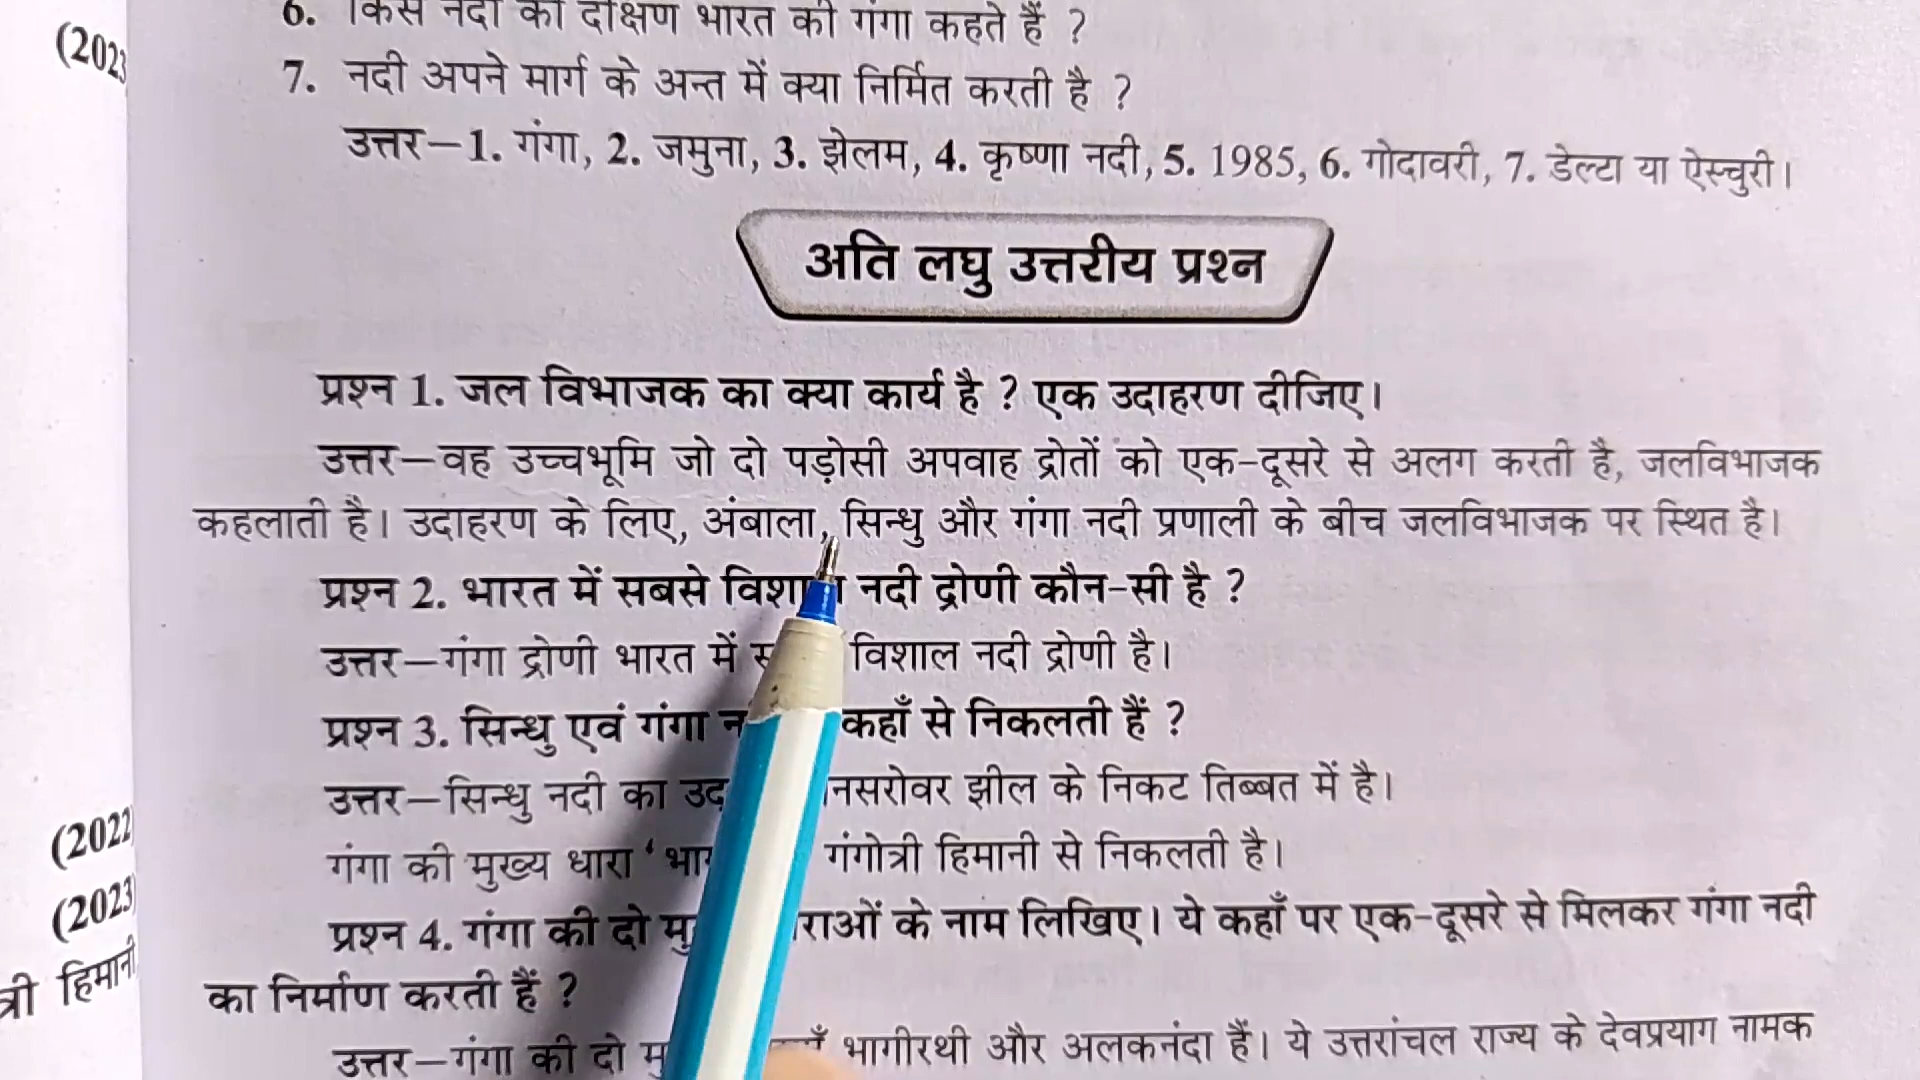 (2023
6. किस नदी को दक्षिण भारत की गंगा कहते हैं ?
7. नदी अपने मार्ग के अन्त में क्या निर्मित करती है ?
उत्तर–1. गंगा, 2. जमुना, 3. झेलम, 4. कृष्णा नदी, 5. 1985, 6. गोदावरी, 7. डेल्टा या ऐस्चुरी।
अति लघु उत्तरीय प्रश्न
प्रश्न 1. जल विभाजक का क्या कार्य है ? एक उदाहरण दीजिए।
उत्तर–वह उच्चभूमि जो दो पड़ोसी अपवाह द्रोतों को एक-दूसरे से अलग करती है, जलविभाजक
कहलाती है। उदाहरण के लिए, अंबाला, सिन्धु और गंगा नदी प्रणाली के बीच जलविभाजक पर स्थित है।
प्रश्न 2. भारत में सबसे नदी द्रोणी कौन-सी है ?
उत्तर–गंगा द्रोणी भारत में विशाल नदी द्रोणी है।
प्रश्न 3. सिन्धु एवं गंगा कहाँ से निकलती हैं ?
उत्तर–सिन्धु नदी का झील के निकट तिब्बत में है।
गंगा की मुख्य धारा गंगोत्री हिमानी से निकलती है।
प्रश्न 4. गंगा की दो के नाम लिखिए। ये कहाँ पर एक-दूसरे से मिलकर गंगा नदी
का निर्माण करती हैं ?
उत्तर–गंगा की दो भागीरथी और अलकनंदा हैं। ये उत्तरांचल राज्य के देवप्रयाग नामक
(2022
(2023
हिमानी